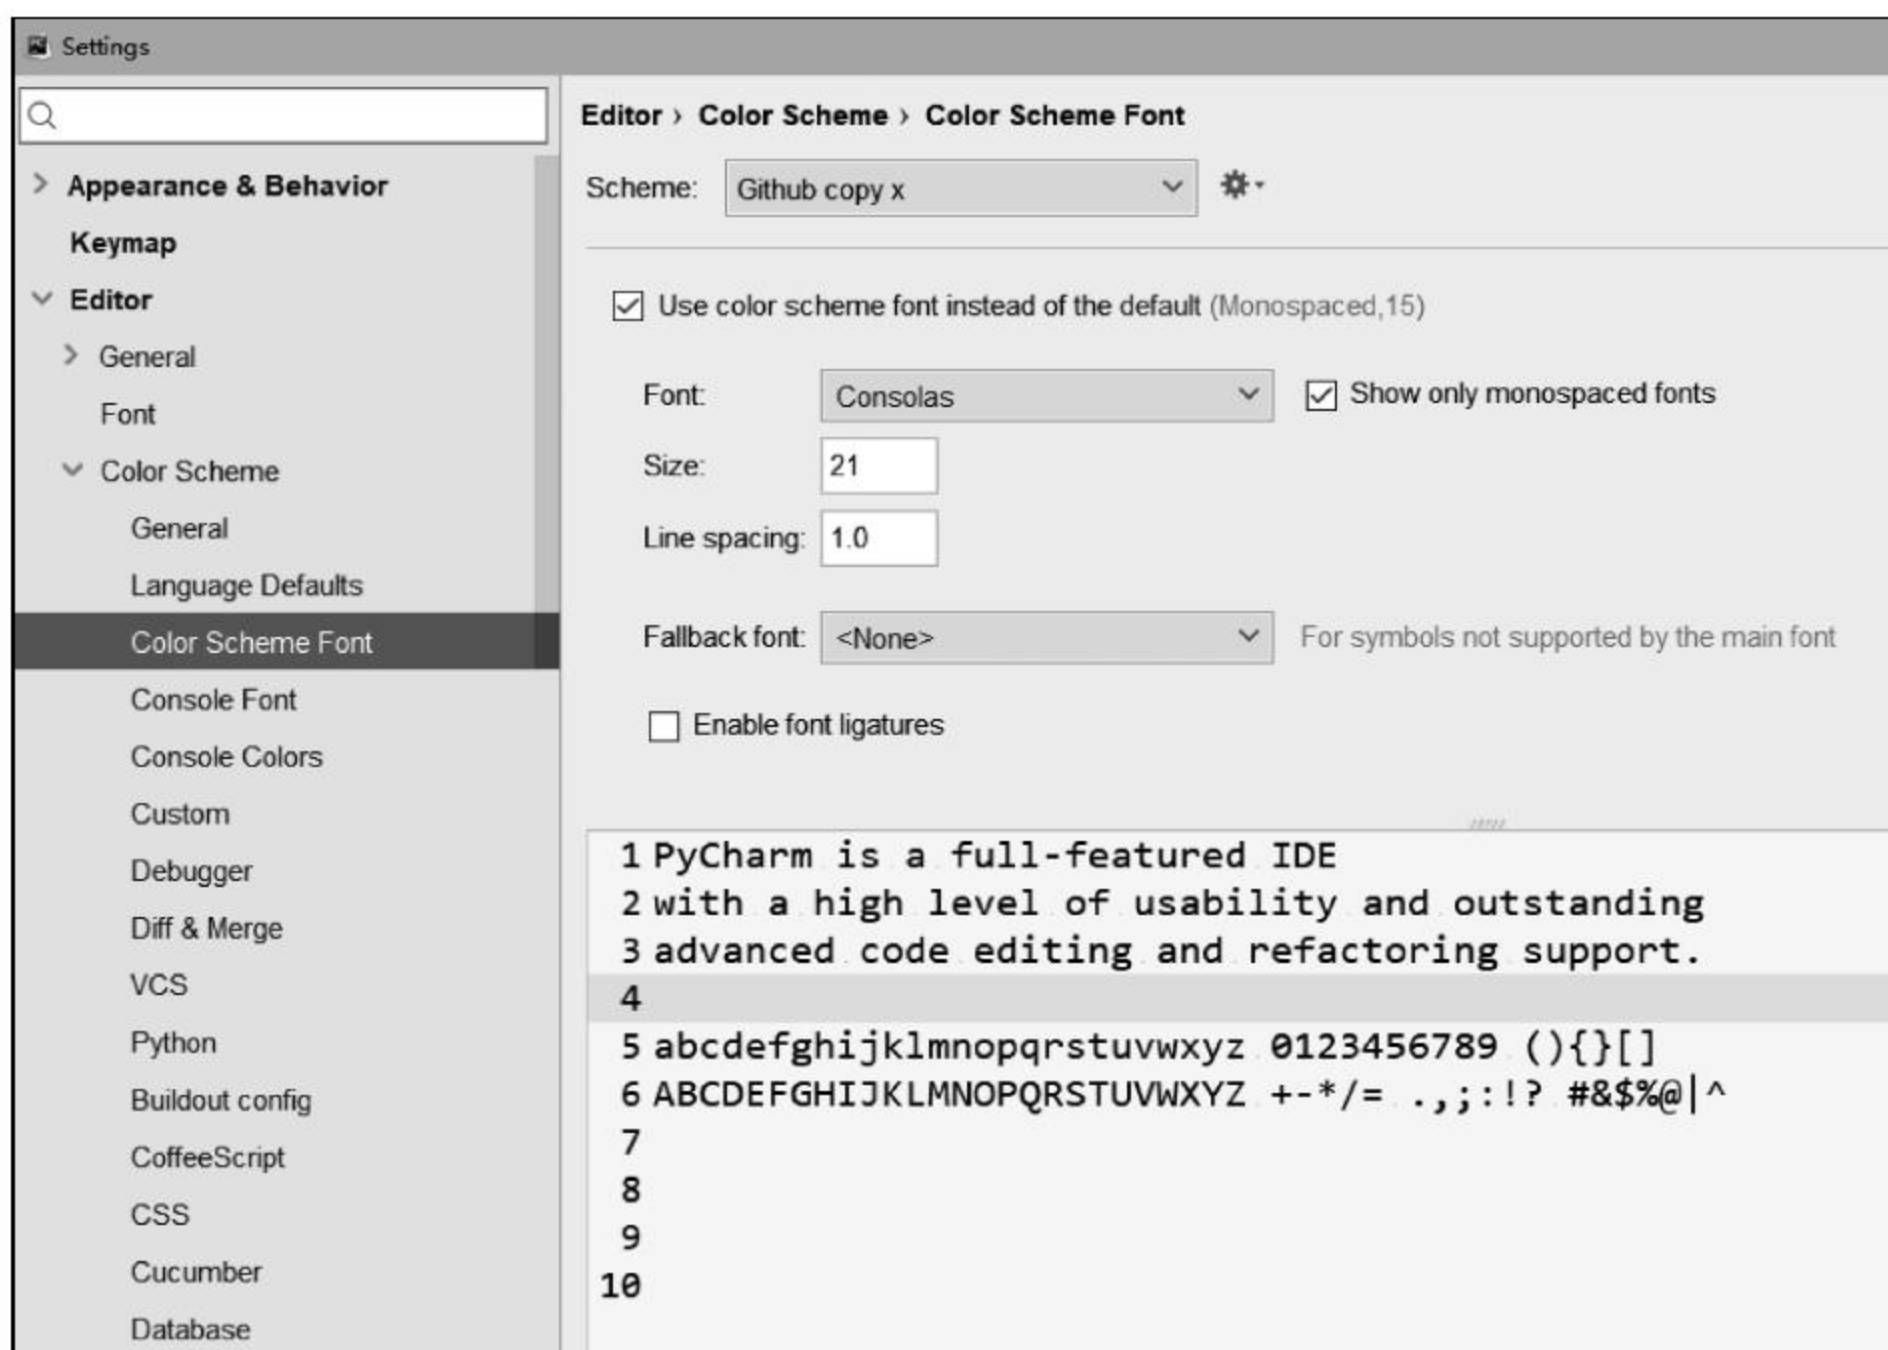 Settings
Appearance & Behavior
Keymap
Editor
General
Font
Color Scheme
General
Language Defaults
Color Scheme Font
Console Font
Console Colors
Custom
Debugger
Diff & Merge
VCS
Python
Buildout config
CoffeeScript
CSS
Cucumber
Database
Editor › Color Scheme › Color Scheme Font
Scheme: Github copy x
Use color scheme font instead of the default (Monospaced,15)
Font: Consolas Show only monospaced fonts
Size: 21
Line spacing: 1.0
Fallback font: <None> For symbols not supported by the main font
Enable font ligatures
1 PyCharm is a full-featured IDE
2 with a high level of usability and outstanding
3 advanced code editing and refactoring support.
4
5 abcdefghijklmnopqrstuvwxyz 0123456789 (){}[]
6 ABCDEFGHIJKLMNOPQRSTUVWXYZ +-*/= .,;:!? #&$%@|^
7
8
9
10